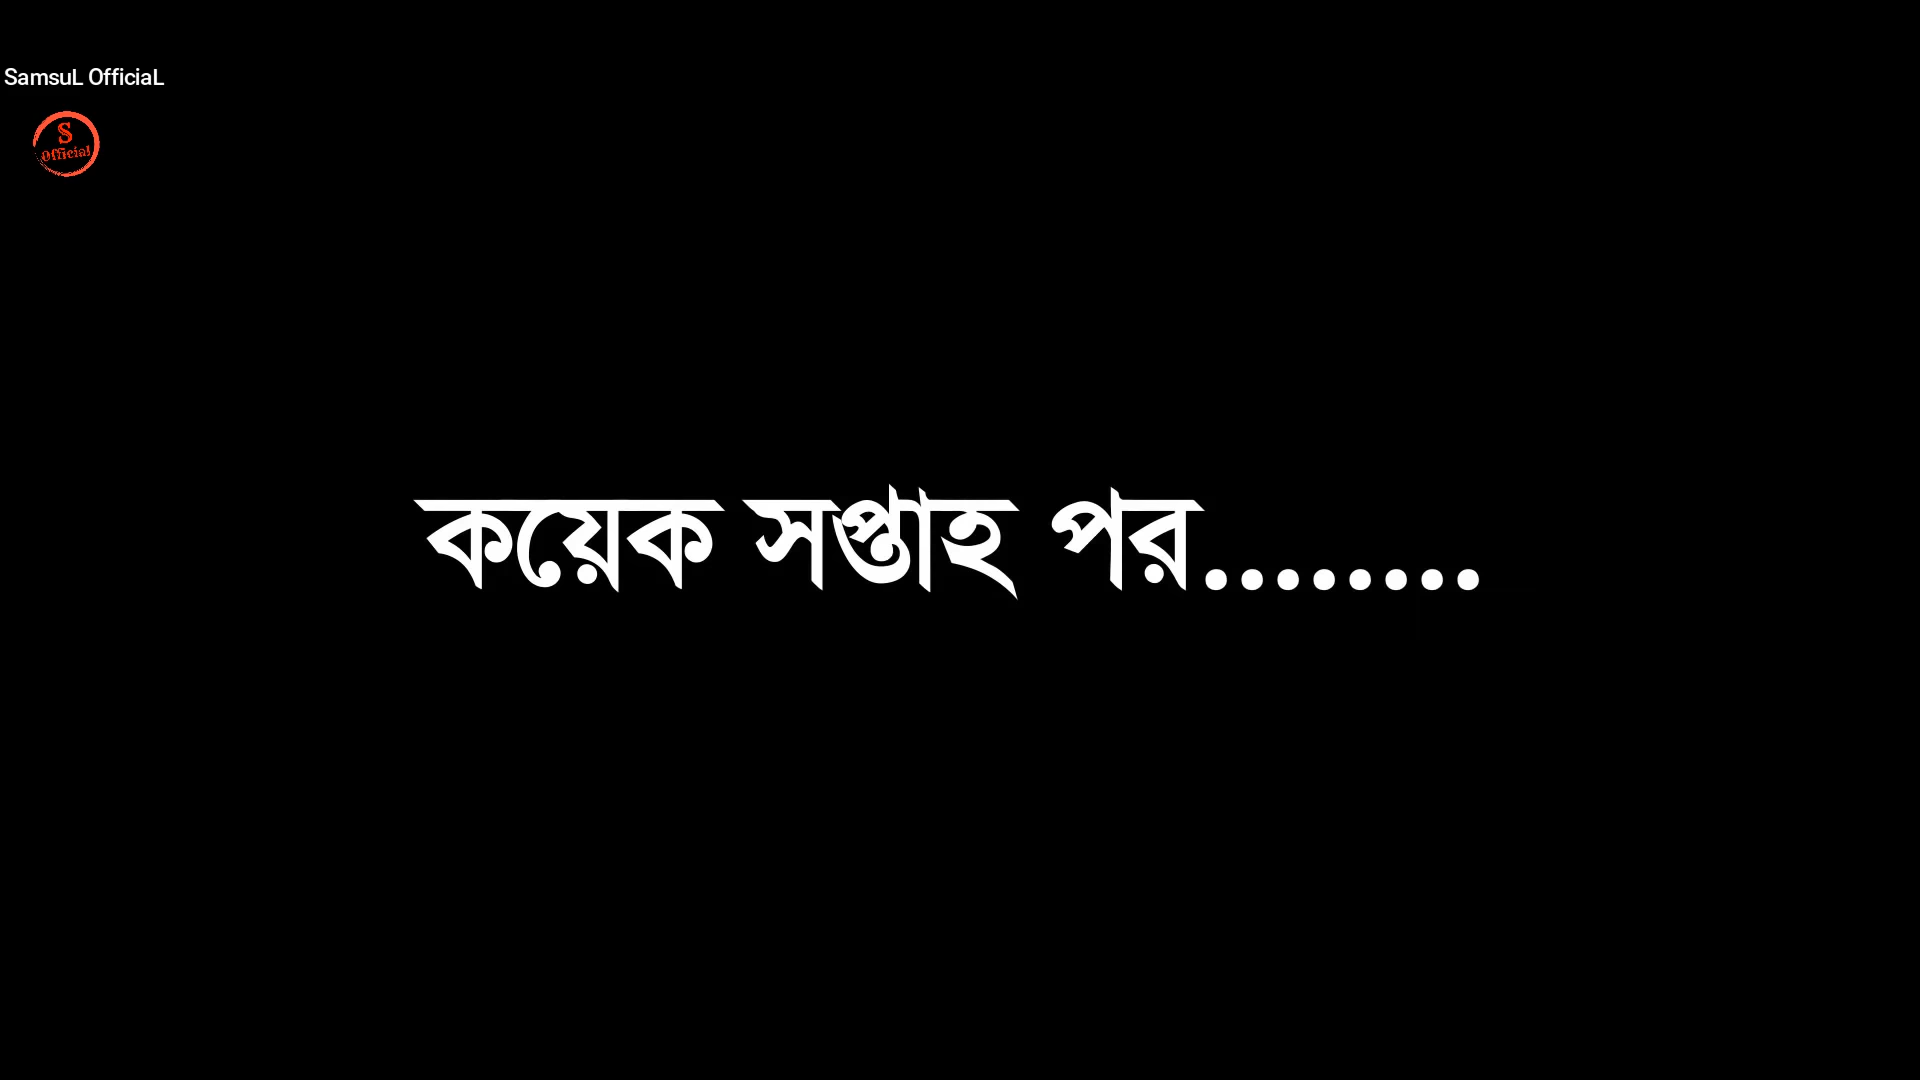 SamsuL OfficiaL
S
Official
কয়েক সপ্তাহ পর........